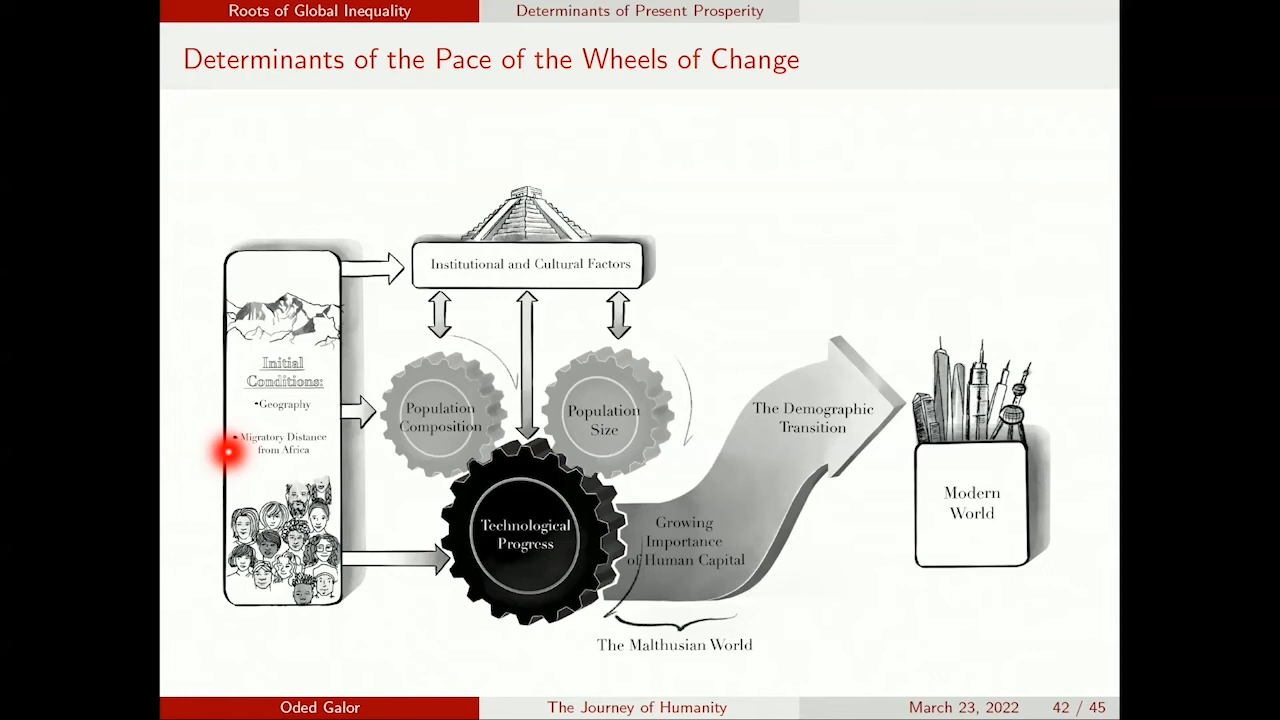 Roots of Global Inequality
Determinants of Present Prosperity
Determinants of the Pace of the Wheels of Change
Institutional and Cultural Factors
Initial
Conditions:
•Geography
•Migratory Distance
from Africa
Population
Composition
Population
Size
Technological
Progress
Growing
Importance
of Human Capital
The Demographic
Transition
Modern
World
The Malthusian World
Oded Galor
The Journey of Humanity
March 23, 2022
42 / 45